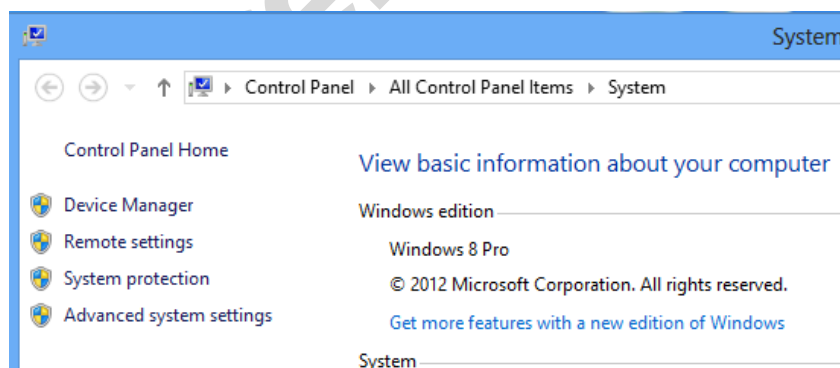 System
Control Panel ▸ All Control Panel Items ▸ System
Control Panel Home
View basic information about your computer
Device Manager
Windows edition
Remote settings
Windows 8 Pro
System protection
© 2012 Microsoft Corporation. All rights reserved.
Advanced system settings
Get more features with a new edition of Windows
System